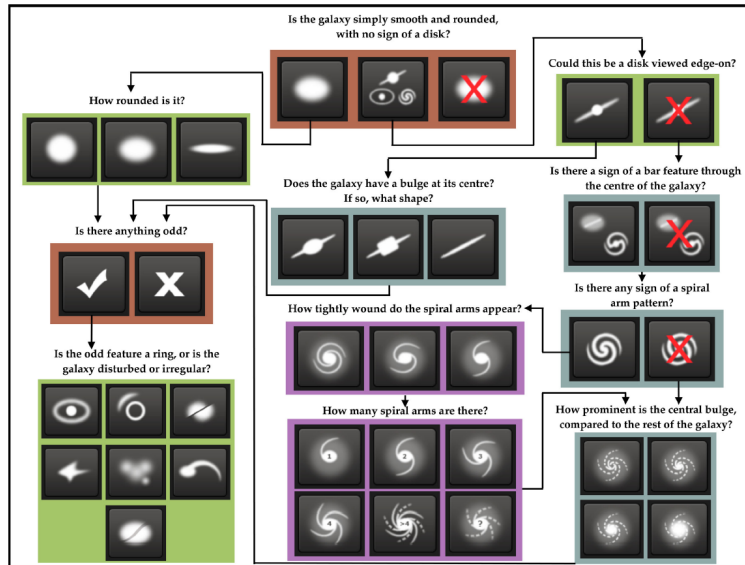 Is the galaxy simply smooth and rounded,
with no sign of a disk?
Could this be a disk viewed edge-on?
How rounded is it?
Is there a sign of a bar feature through
the centre of the galaxy?
Does the galaxy have a bulge at its centre?
If so, what shape?
Is there anything odd?
Is there any sign of a spiral
arm pattern?
How tightly wound do the spiral arms appear?
Is the odd feature a ring, or is the
galaxy disturbed or irregular?
How many spiral arms are there?
How prominent is the central bulge,
compared to the rest of the galaxy?
1
2
3
4
>4
?